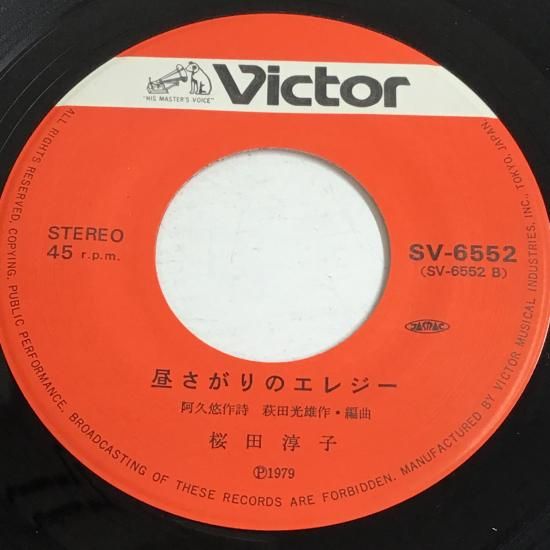 Victor
"HIS MASTER'S VOICE"
STEREO
45 r.p.m.
SV-6552
(SV-6552 B)
JASRAC
昼さがりのエレジー
阿久悠作詩 萩田光雄作・編曲
桜田淳子
Ⓟ1979
ALL RIGHTS RESERVED. COPYING, PUBLIC PERFORMANCE, BROADCASTING OF THESE RECORDS ARE FORBIDDEN. MANUFACTURED BY VICTOR MUSICAL INDUSTRIES, INC., TOKYO, JAPAN.